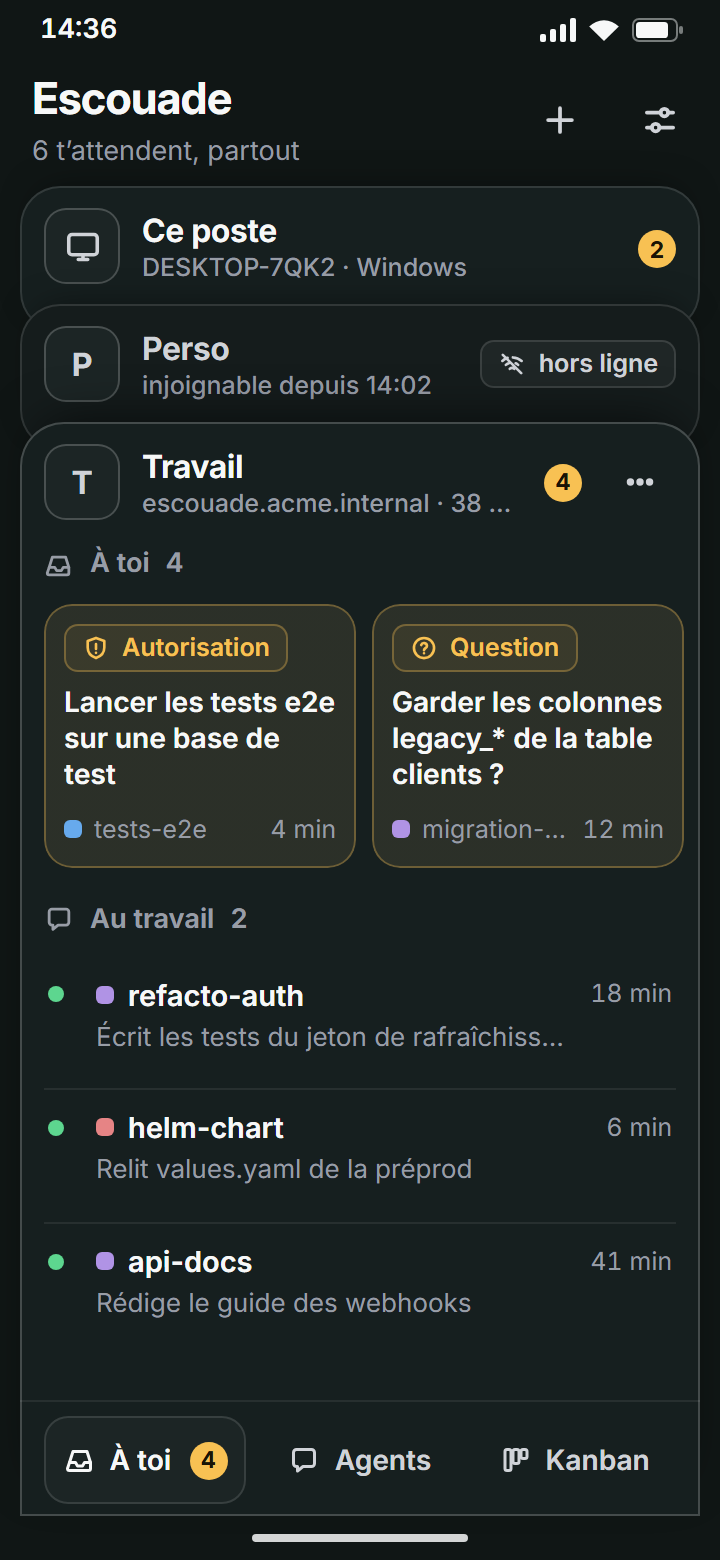 14:36
Escouade
6 t’attendent, partout
Ce poste
DESKTOP-7QK2 · Windows
2
P
Perso
injoignable depuis 14:02
hors ligne
T
Travail
escouade.acme.internal · 38 ...
4
À toi 4
Autorisation
Lancer les tests e2e
sur une base de
test
tests-e2e 4 min
Question
Garder les colonnes
legacy_* de la table
clients ?
migration-... 12 min
Au travail 2
refacto-auth 18 min
Écrit les tests du jeton de rafraîchiss...
helm-chart 6 min
Relit values.yaml de la préprod
api-docs 41 min
Rédige le guide des webhooks
À toi 4
Agents
Kanban